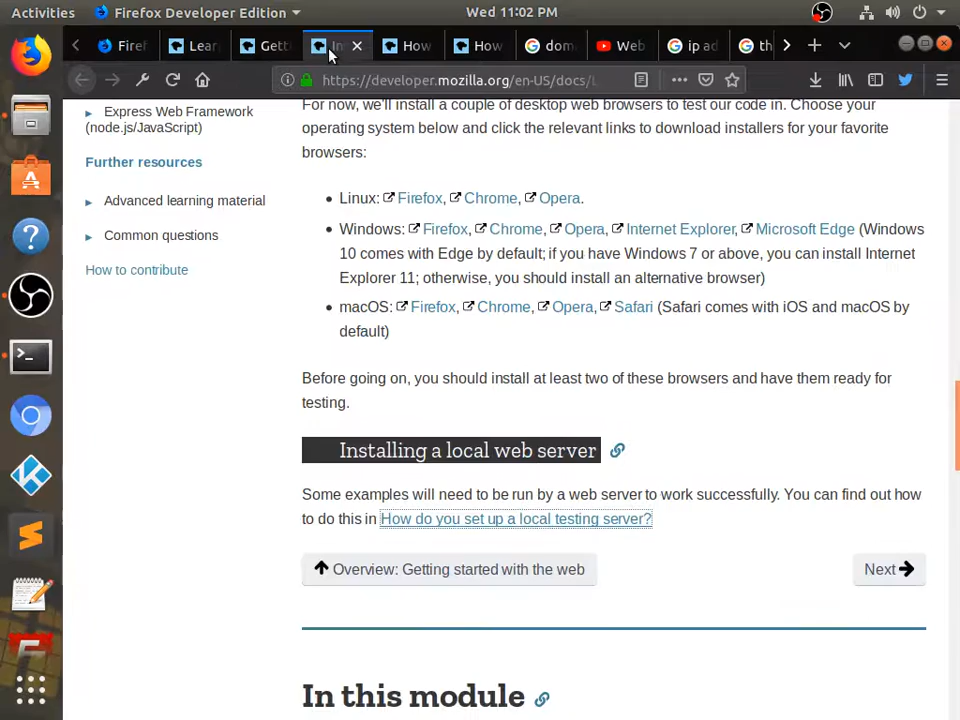 Activities Firefox Developer Edition Wed 11:02 PM
Firef Lear Gett In How How dom Web ip ad th
https://developer.mozilla.org/en-US/docs/L
Express Web Framework
(node.js/JavaScript)
Further resources
Advanced learning material
Common questions
How to contribute
For now, we'll install a couple of desktop web browsers to test our code in. Choose your
operating system below and click the relevant links to download installers for your favorite
browsers:
Linux: Firefox, Chrome, Opera.
Windows: Firefox, Chrome, Opera, Internet Explorer, Microsoft Edge (Windows
10 comes with Edge by default; if you have Windows 7 or above, you can install Internet
Explorer 11; otherwise, you should install an alternative browser)
macOS: Firefox, Chrome, Opera, Safari (Safari comes with iOS and macOS by
default)
Before going on, you should install at least two of these browsers and have them ready for
testing.
Installing a local web server
Some examples will need to be run by a web server to work successfully. You can find out how
to do this in How do you set up a local testing server?
Overview: Getting started with the web
Next
In this module